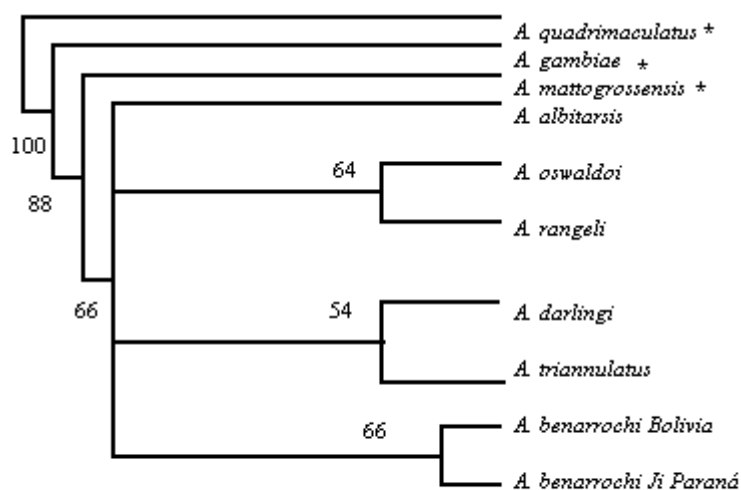 A. quadrimaculatus *
A. gambiae *
A. mattogrossensis *
A. albitarsis
100
64
A. oswaldoi
88
A. rangeli
66
54
A. darlingi
A. triannulatus
66
A. benarrochi Bolivia
A. benarrochi Ji Paraná